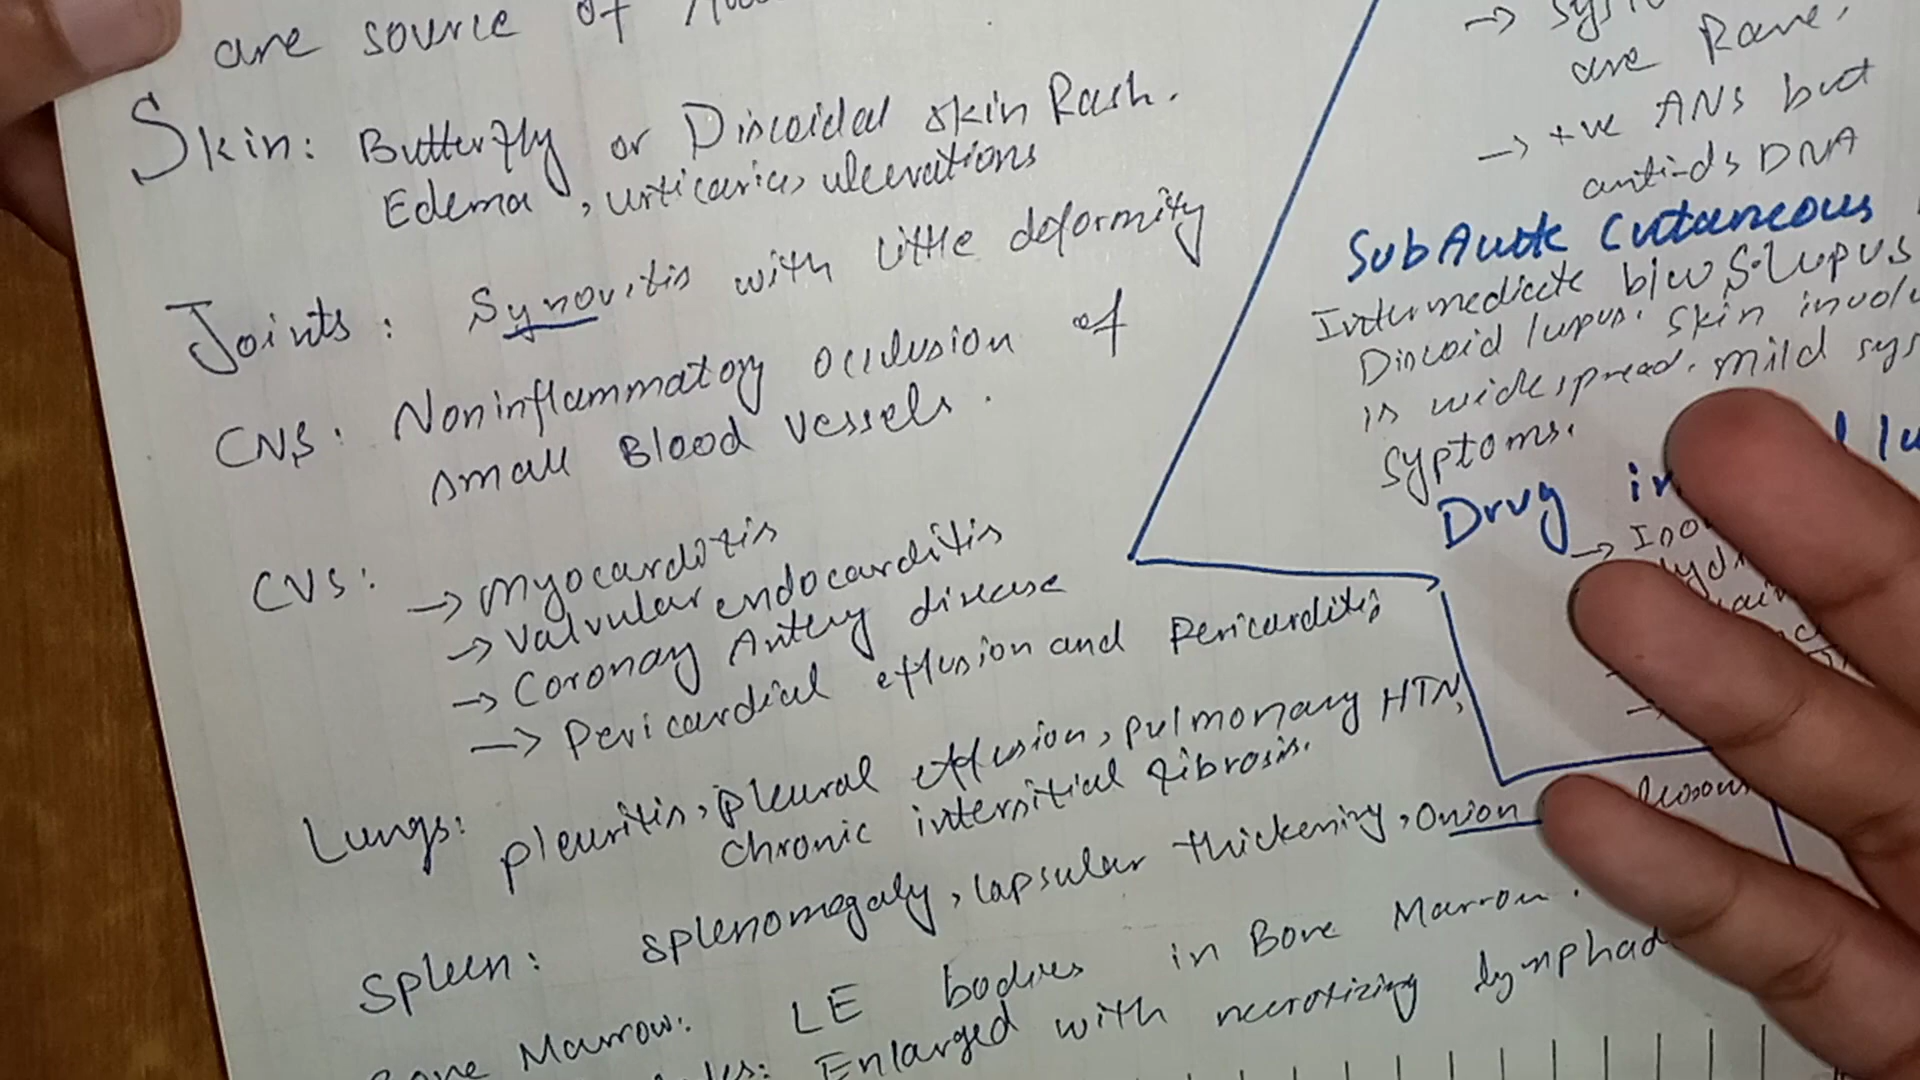 are source of
Skin: Butterfly or Discoidal skin Rash.
Edema, urticaria, ulcerations
Joints: Synovitis with little deformity
CNS: Noninflammatory occlusion of
small Blood vessels.
CVS: → Myocarditis
→ Valvular endocarditis
→ Coronary Artery disease
→ Pericardial effusion and Pericarditis
Lungs: pleuritis, pleural effusion, pulmonary HTN,
chronic intersitial fibrosis.
Spleen: splenomegaly, capsular thickening, Onion
Bone Marrow: LE bodies in Bone Marrow.
Enlarged with necrotizing
→
are Rare.
→ +ve ANs but
anti-ds DNA
SubAcute Cutaneous
Intermediate b/w S.Lupus
Discoid lupus. Skin
is widespread. mild
syptoms.
Drug
→